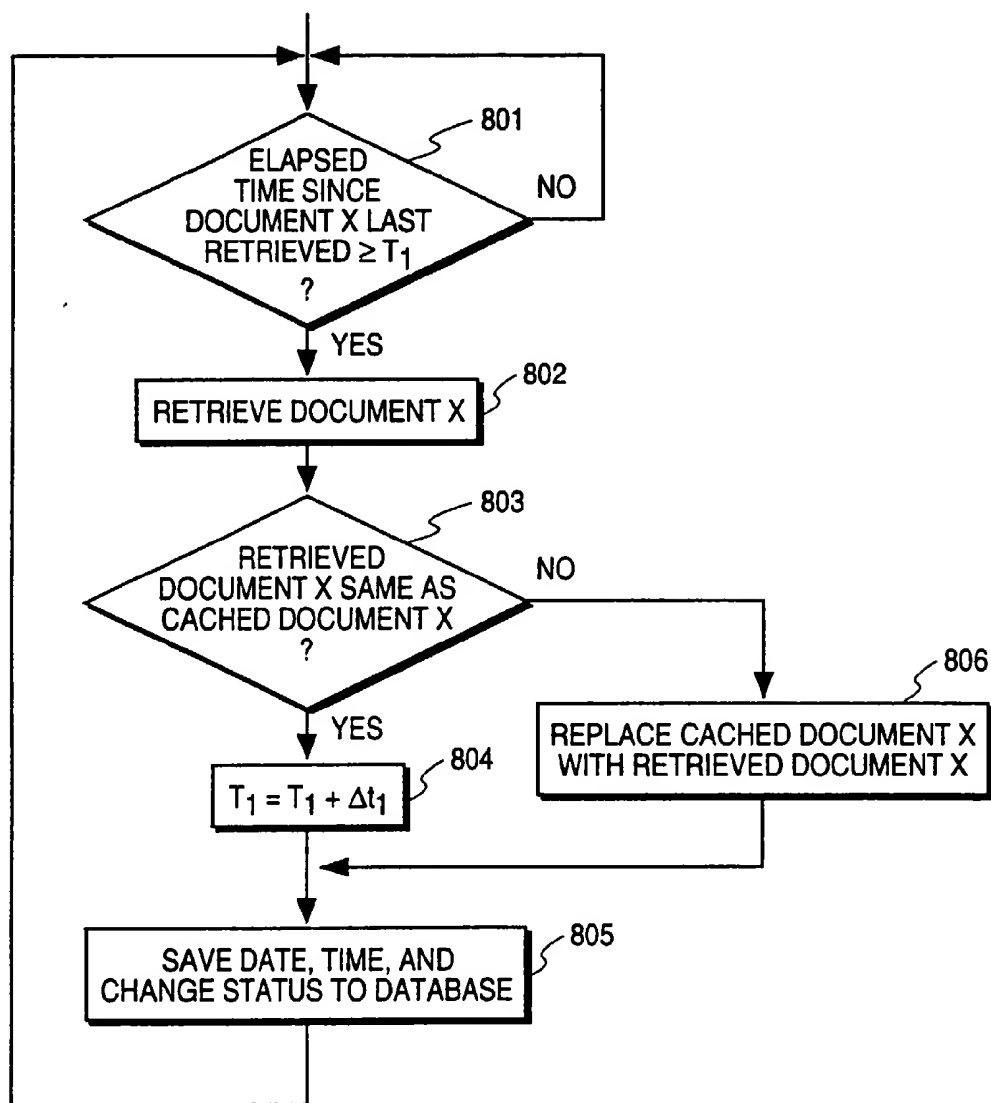 801
ELAPSED
TIME SINCE
DOCUMENT X LAST
RETRIEVED ≥ T1
?
NO
YES
802
RETRIEVE DOCUMENT X
803
RETRIEVED
DOCUMENT X SAME AS
CACHED DOCUMENT X
?
NO
YES
806
REPLACE CACHED DOCUMENT X
WITH RETRIEVED DOCUMENT X
804
T1 = T1 + Δt1
805
SAVE DATE, TIME, AND
CHANGE STATUS TO DATABASE